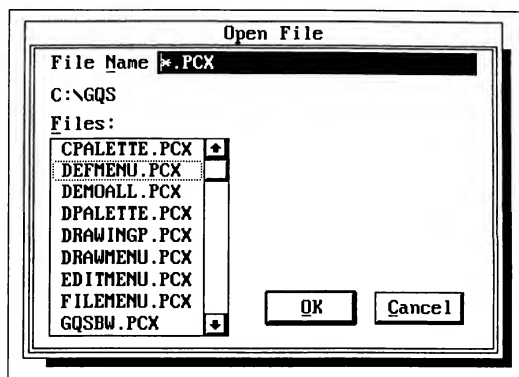 Open File
File Name *.PCX
C:\GQS
Files:
CPALETTE.PCX
DEFMENU.PCX
DEMOALL.PCX
DPALETTE.PCX
DRAWINGP.PCX
DRAWMENU.PCX
EDITMENU.PCX
FILEMENU.PCX
GQSBW.PCX
OK Cancel